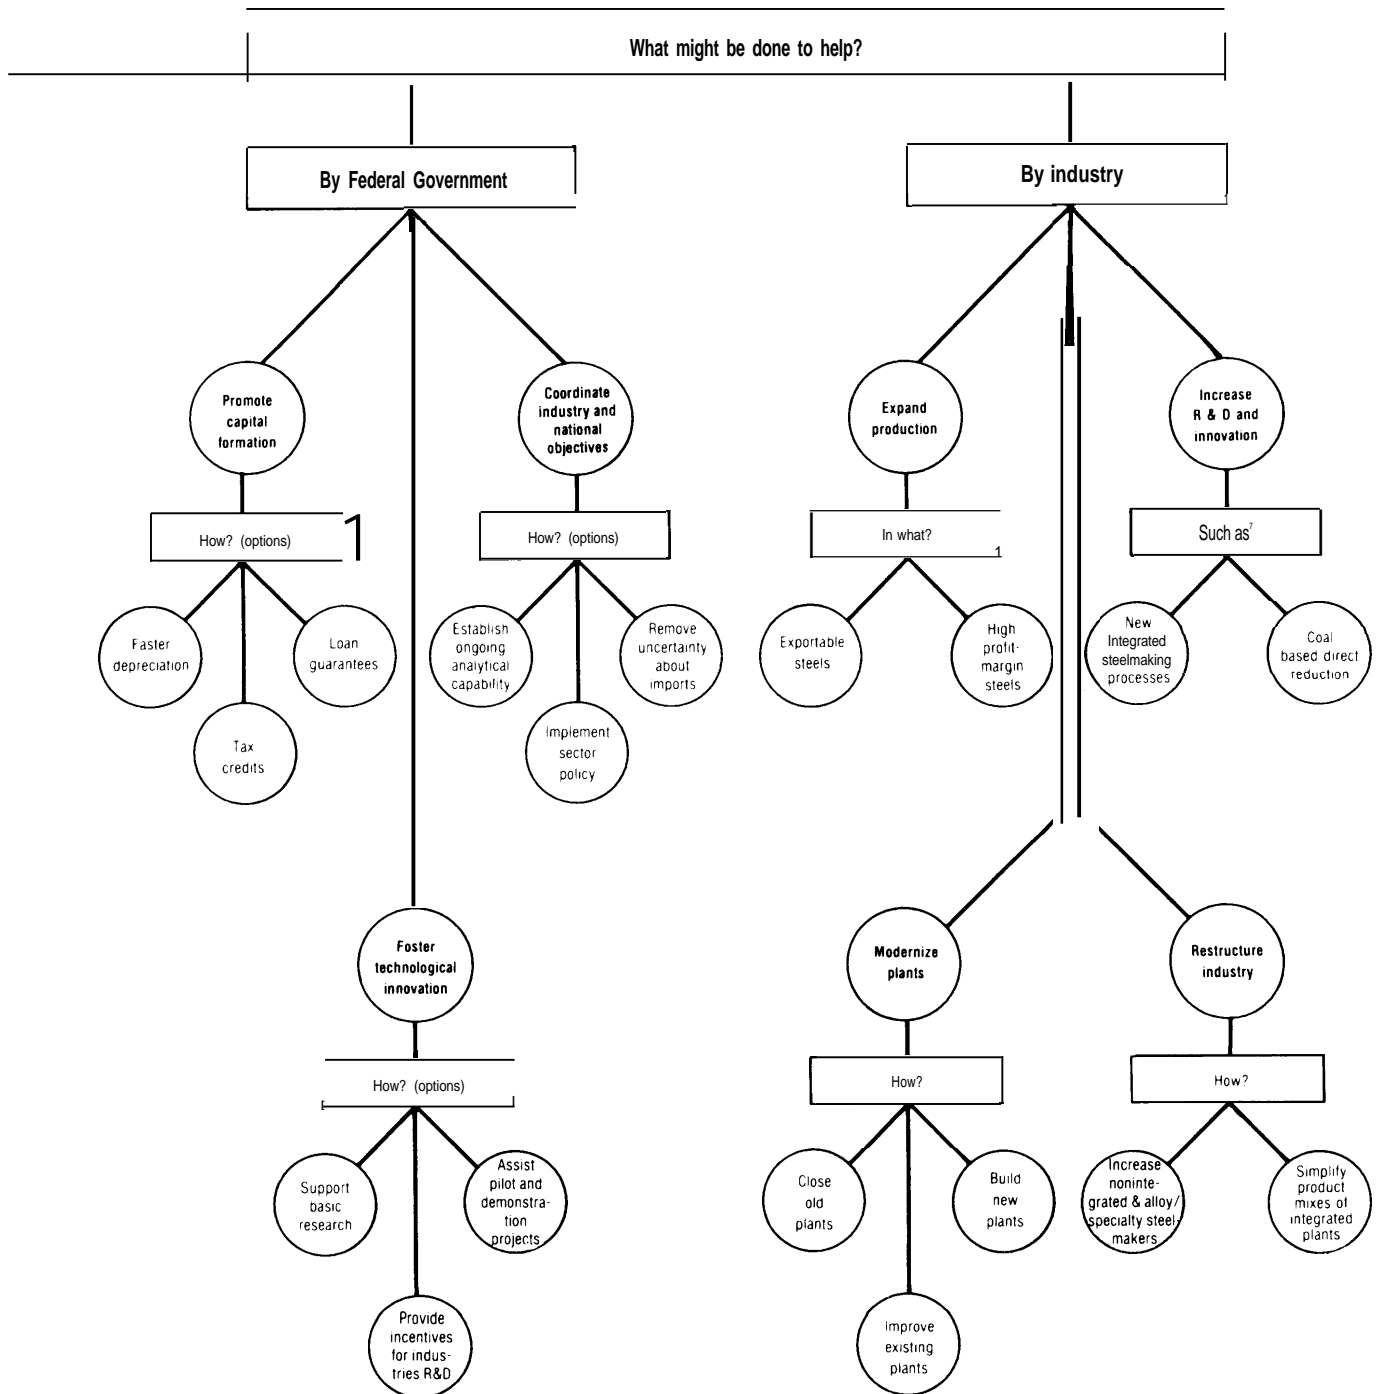 What might be done to help?
By Federal Government
By industry
Promote
capital
formation
Coordinate
industry and
national
objectives
Expand
production
Increase
R & D and
innovation
How? (options)
1
How? (options)
In what?
1
Such as7
Faster
depreciation
Loan
guarantees
Tax
credits
Establish
ongoing
analytical
capability
Remove
uncertainty
about
imports
Implement
sector
policy
Exportable
steels
High
profit-
margin
steels
New
Integrated
steelmaking
processes
Coal
based direct
reduction
Foster
technological
innovation
Modernize
plants
Restructure
industry
How? (options)
How?
How?
Support
basic
research
Assist
pilot and
demonstra-
tion
projects
Provide
incentives
for indus-
tries R&D
Close
old
plants
Build
new
plants
Improve
existing
plants
Increase
noninte-
grated & alloy/
specialty steel-
makers
Simplify
product
mixes of
integrated
plants